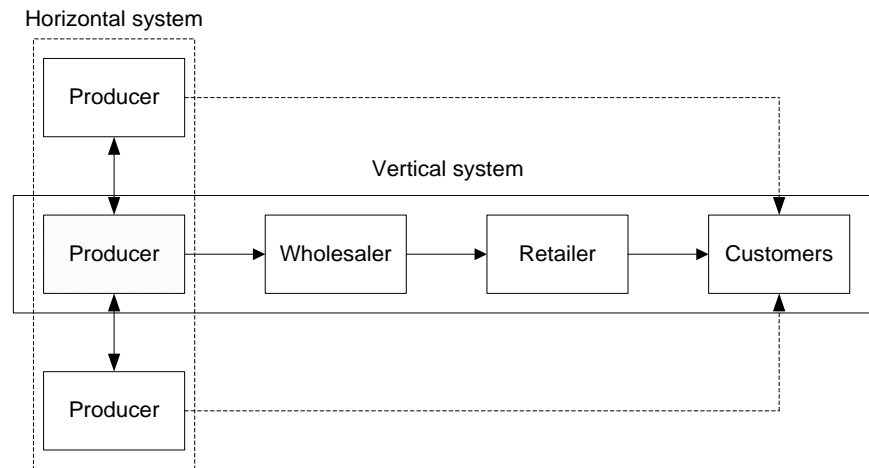 Horizontal system
Producer
Vertical system
Producer
Wholesaler
Retailer
Customers
Producer